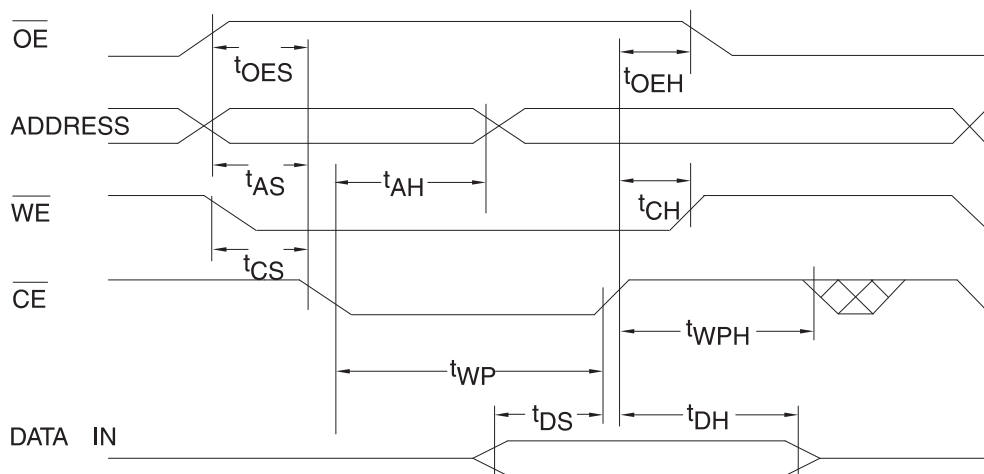 OE
tOES
tOEH
ADDRESS
tAS
tAH
tCH
WE
tCS
CE
tWPH
tWP
tDS
tDH
DATA IN